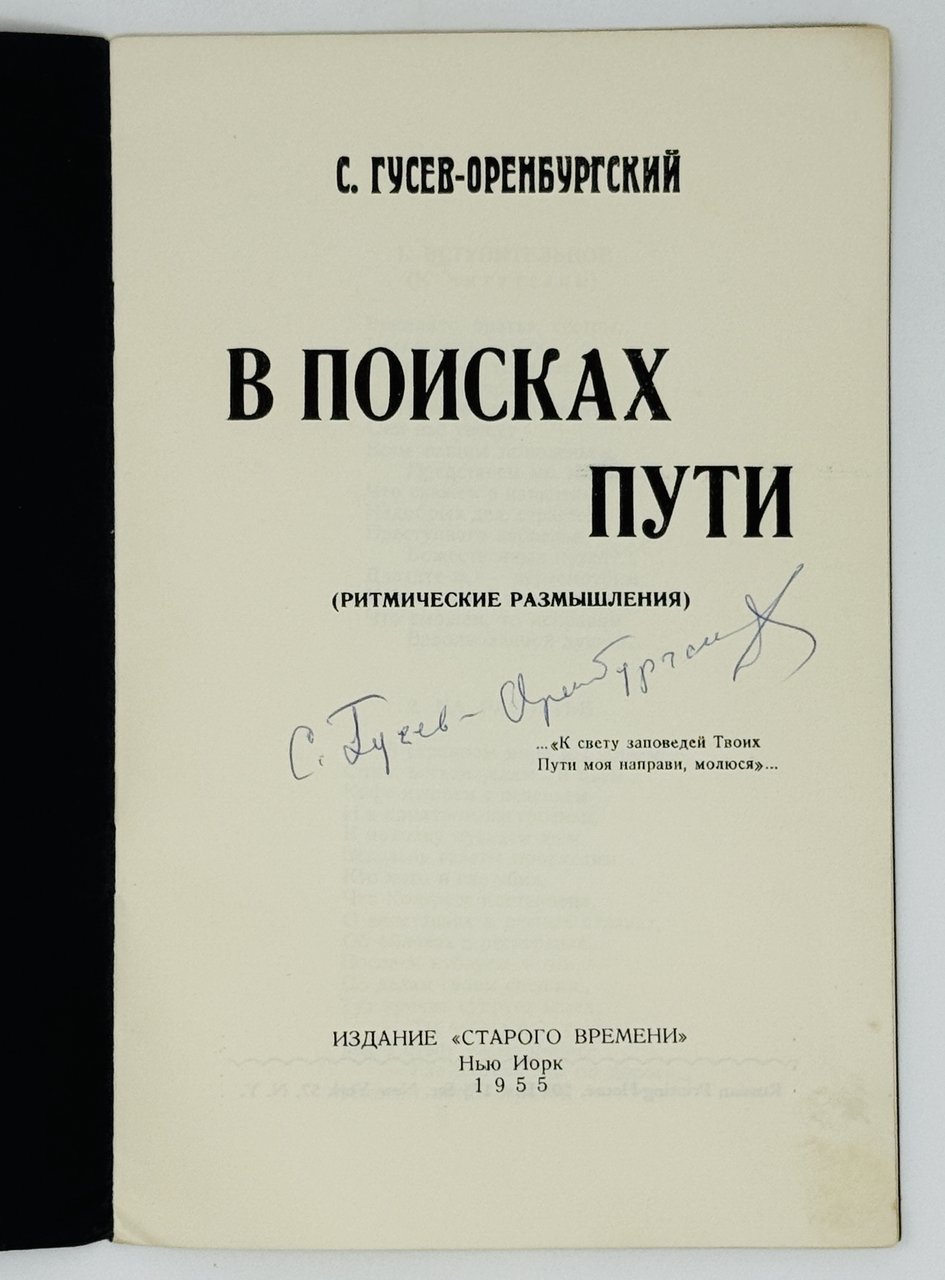 С. ГУСЕВ-ОРЕНБУРГСКИЙ
В ПОИСКАХ
ПУТИ
(РИТМИЧЕСКИЕ РАЗМЫШЛЕНИЯ)
С. Гусев-Оренбургский
...«К свету заповедей Твоих
Пути моя направи, молюся»...
ИЗДАНИЕ «СТАРОГО ВРЕМЕНИ»
Нью Иорк
1955